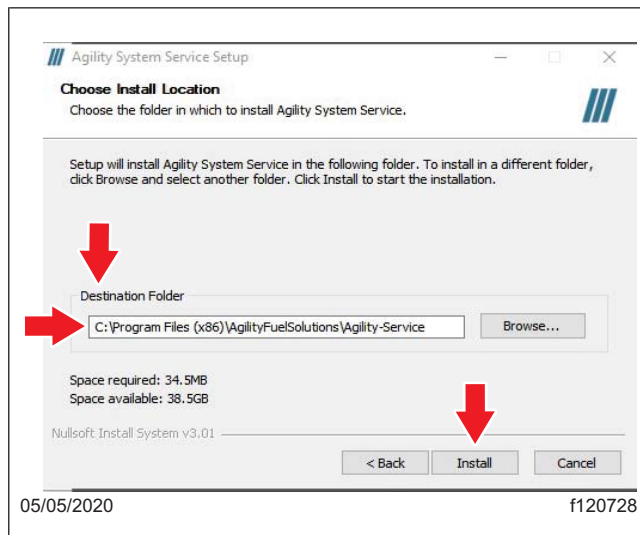 Agility System Service Setup
Choose Install Location
Choose the folder in which to install Agility System Service.
Setup will install Agility System Service in the following folder. To install in a different folder,
click Browse and select another folder. Click Install to start the installation.
Destination Folder
C:\Program Files (x86)\AgilityFuelSolutions\Agility-Service
Browse...
Space required: 34.5MB
Space available: 38.5GB
Nullsoft Install System v3.01
< Back Install Cancel
05/05/2020 f120728